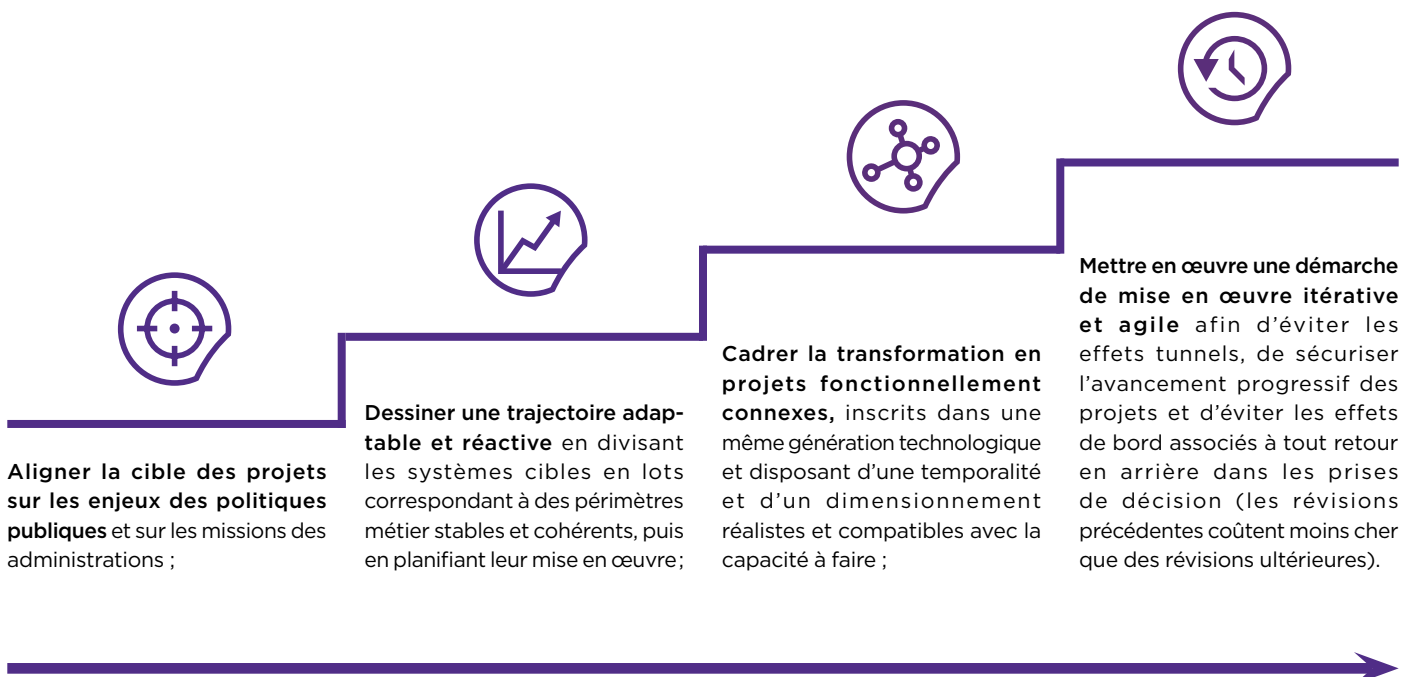 Aligner la cible des projets
sur les enjeux des politiques
publiques et sur les missions des
administrations ;
Dessiner une trajectoire adap-
table et réactive en divisant
les systèmes cibles en lots
correspondant à des périmètres
métier stables et cohérents, puis
en planifiant leur mise en œuvre ;
Cadrer la transformation en
projets fonctionnellement
connexes, inscrits dans une
même génération technologique
et disposant d’une temporalité
et d’un dimensionnement
réalistes et compatibles avec la
capacité à faire ;
Mettre en œuvre une démarche
de mise en œuvre itérative
et agile afin d’éviter les
effets tunnels, de sécuriser
l’avancement progressif des
projets et d’éviter les effets
de bord associés à tout retour
en arrière dans les prises
de décision (les révisions
précédentes coûtent moins cher
que des révisions ultérieures).